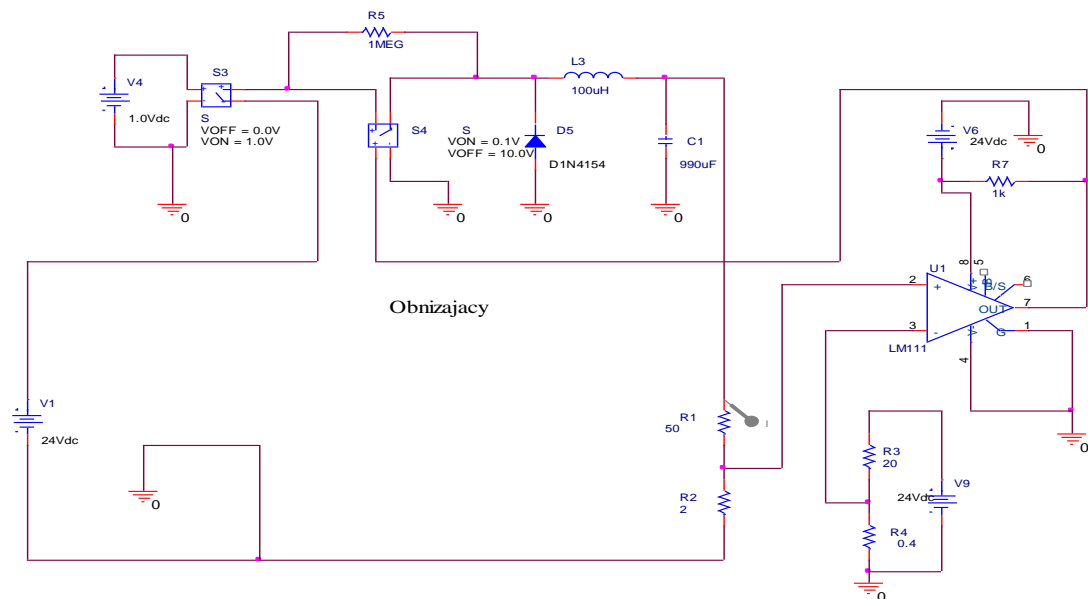 R5
1MEG
V4
1.0Vdc
S3
S
VOFF = 0.0V
VON = 1.0V
0
S4
S
VON = 0.1V
VOFF = 10.0V
0
L3
100uH
D5
D1N4154
0
C1
990uF
0
V6
24Vdc
0
R7
1k
U1
2
+
3
-
LM111
8
V+
5
B/S
6
OUT
7
G
1
V-
4
0
Obnizajacy
V1
24Vdc
0
R1
50
I
R2
2
R3
20
V9
24Vdc
R4
0.4
0